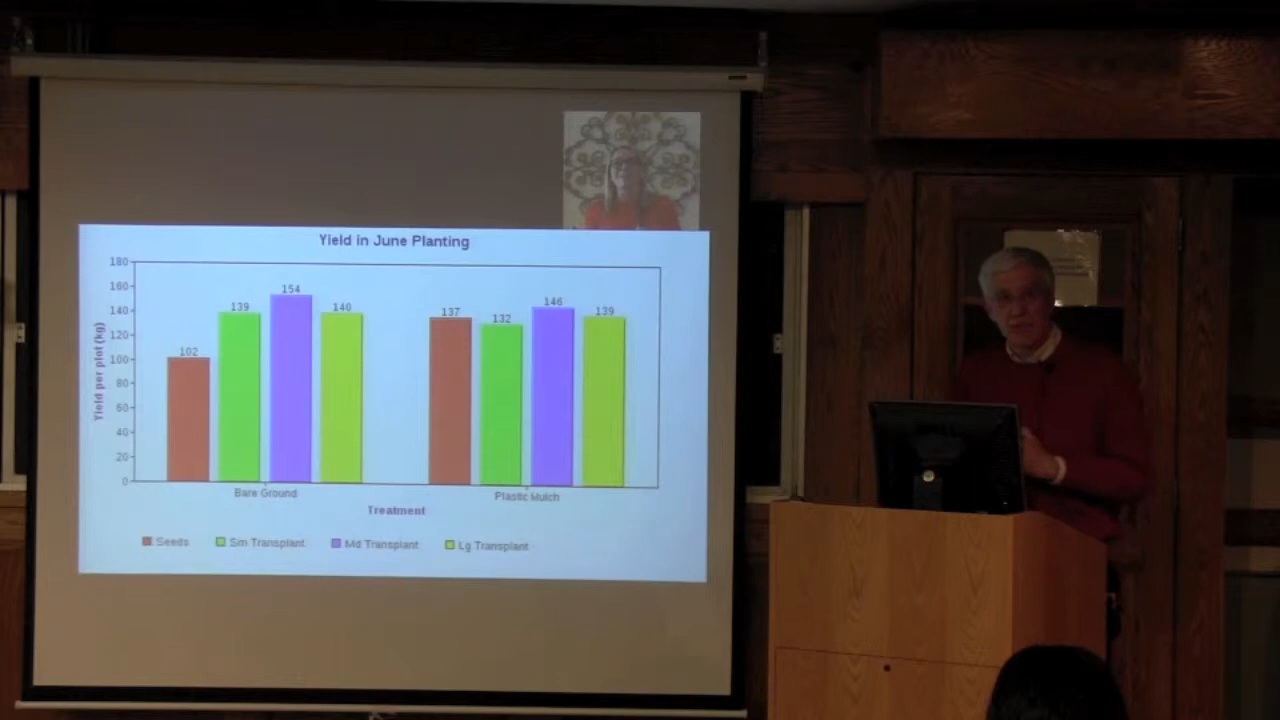 Yield in June Planting
Yield per plot (kg)
180
160
140
120
100
80
60
40
20
0
102
139
154
140
137
132
146
139
Bare Ground
Plastic Mulch
Treatment
Seeds
Sm Transplant
Md Transplant
Lg Transplant